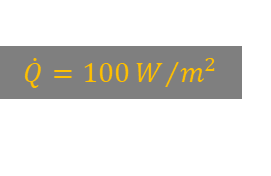 Q̇ = 100 W/m²